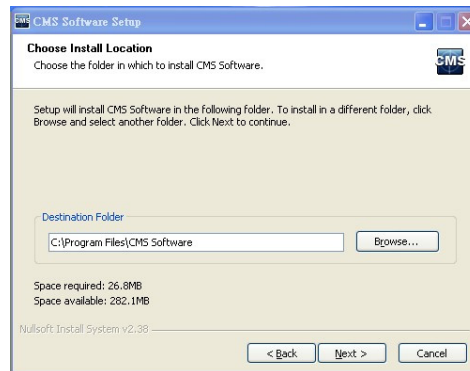 CMS CMS Software Setup
Choose Install Location
Choose the folder in which to install CMS Software.
CMS
Setup will install CMS Software in the following folder. To install in a different folder, click
Browse and select another folder. Click Next to continue.
Destination Folder
C:\Program Files\CMS Software
Browse...
Space required: 26.8MB
Space available: 282.1MB
Nullsoft Install System v2.38
< Back Next > Cancel